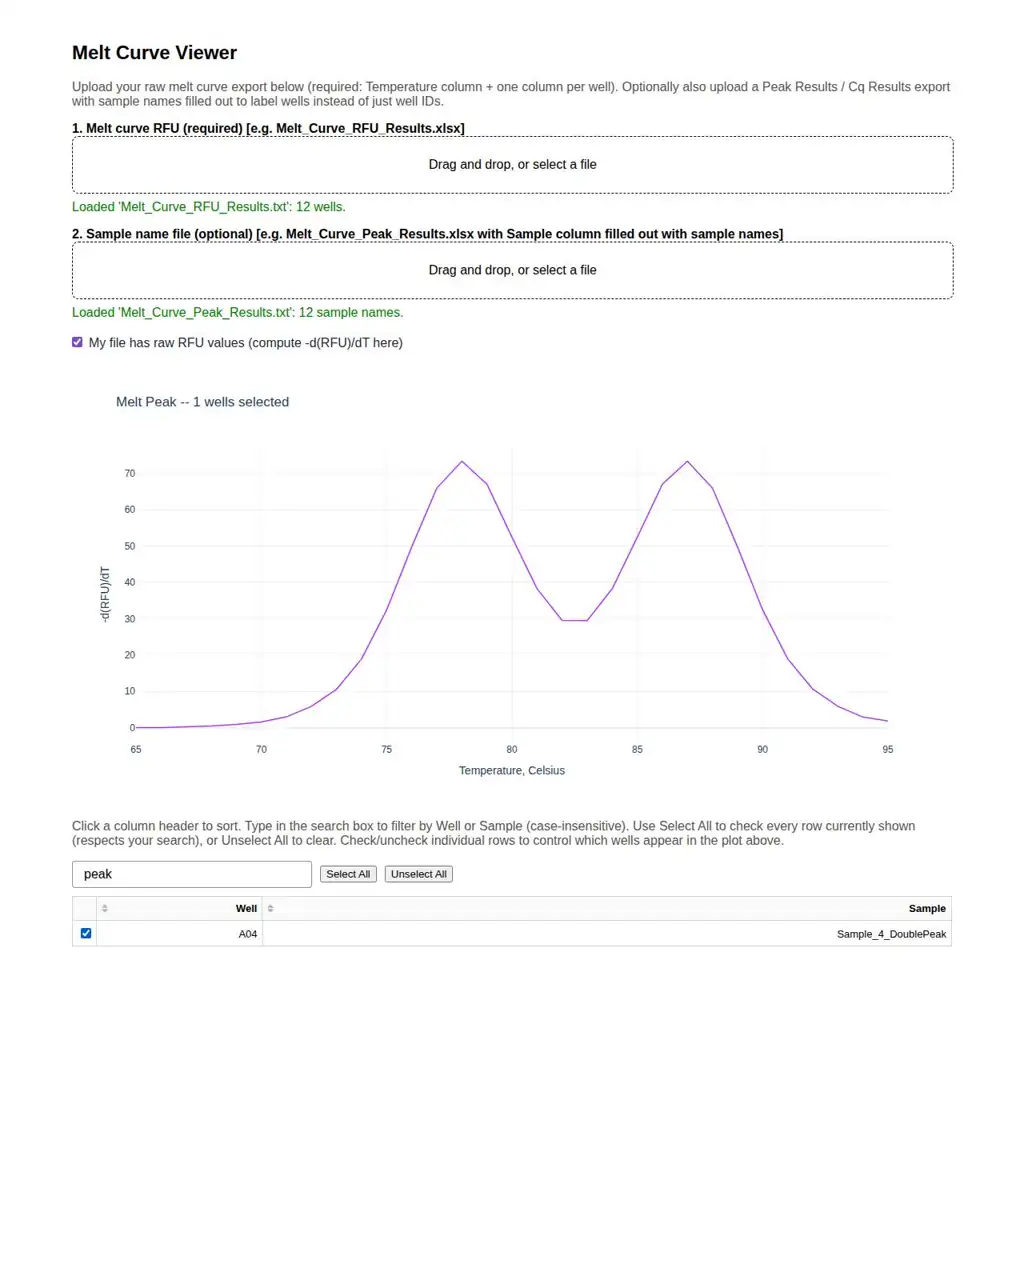 Melt Curve Viewer
Upload your raw melt curve export below (required: Temperature column + one column per well). Optionally also upload a Peak Results / Cq Results export
with sample names filled out to label wells instead of just well IDs.
1. Melt curve RFU (required) [e.g. Melt_Curve_RFU_Results.xlsx]
Drag and drop, or select a file
Loaded 'Melt_Curve_RFU_Results.txt': 12 wells.
2. Sample name file (optional) [e.g. Melt_Curve_Peak_Results.xlsx with Sample column filled out with sample names]
Drag and drop, or select a file
Loaded 'Melt_Curve_Peak_Results.txt': 12 sample names.
My file has raw RFU values (compute -d(RFU)/dT here)
Melt Peak -- 1 wells selected
70
60
50
40
30
20
10
0
-d(RFU)/dT
65 70 75 80 85 90 95
Temperature, Celsius
Click a column header to sort. Type in the search box to filter by Well or Sample (case-insensitive). Use Select All to check every row currently shown
(respects your search), or Unselect All to clear. Check/uncheck individual rows to control which wells appear in the plot above.
peak Select All Unselect All
Well Sample
A04 Sample_4_DoublePeak